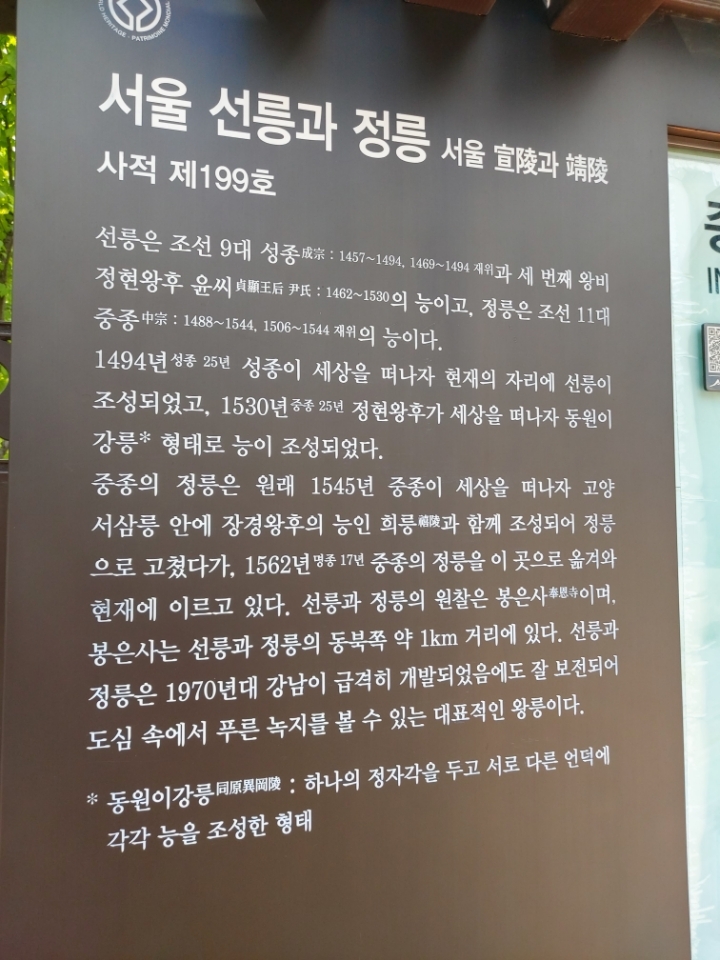 HERITAGE · PATRIMOINE MONDIAL
서울 선릉과 정릉 서울 宣陵과 靖陵
사적 제199호
선릉은 조선 9대 성종成宗 : 1457~1494, 1469~1494 재위과 세 번째 왕비
정현왕후 윤씨貞顯王后 尹氏 : 1462~1530의 능이고, 정릉은 조선 11대
중종中宗 : 1488~1544, 1506~1544 재위의 능이다.
1494년성종 25년 성종이 세상을 떠나자 현재의 자리에 선릉이
조성되었고, 1530년중종 25년 정현왕후가 세상을 떠나자 동원이
강릉* 형태로 능이 조성되었다.
중종의 정릉은 원래 1545년 중종이 세상을 떠나자 고양
서삼릉 안에 장경왕후의 능인 희릉禧陵과 함께 조성되어 정릉
으로 고쳤다가, 1562년명종 17년 중종의 정릉을 이 곳으로 옮겨와
현재에 이르고 있다. 선릉과 정릉의 원찰은 봉은사奉恩寺이며,
봉은사는 선릉과 정릉의 동북쪽 약 1km 거리에 있다. 선릉과
정릉은 1970년대 강남이 급격히 개발되었음에도 잘 보전되어
도심 속에서 푸른 녹지를 볼 수 있는 대표적인 왕릉이다.
* 동원이강릉同原異岡陵 : 하나의 정자각을 두고 서로 다른 언덕에
각각 능을 조성한 형태